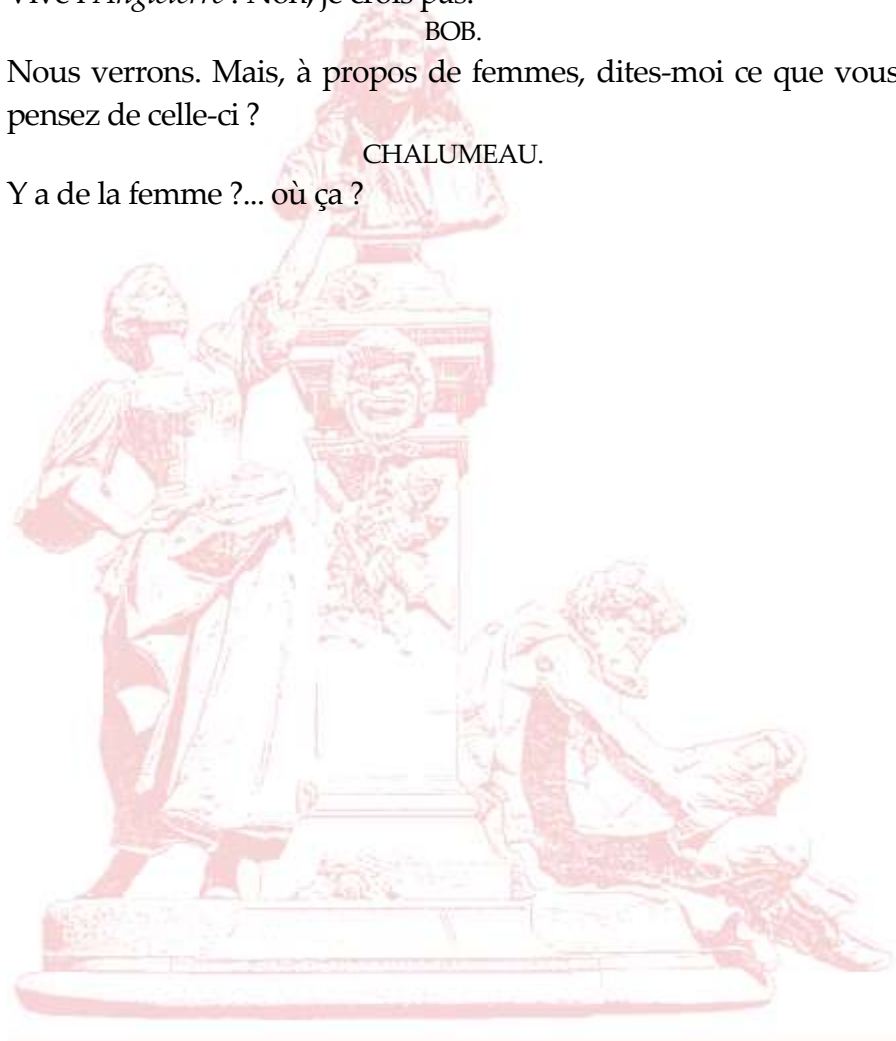 Vive l'Angleterre ! Non, je crois pas.
BOB.
Nous verrons. Mais, à propos de femmes, dites-moi ce que vous
pensez de celle-ci ?
CHALUMEAU.
Y a de la femme ?... où ça ?